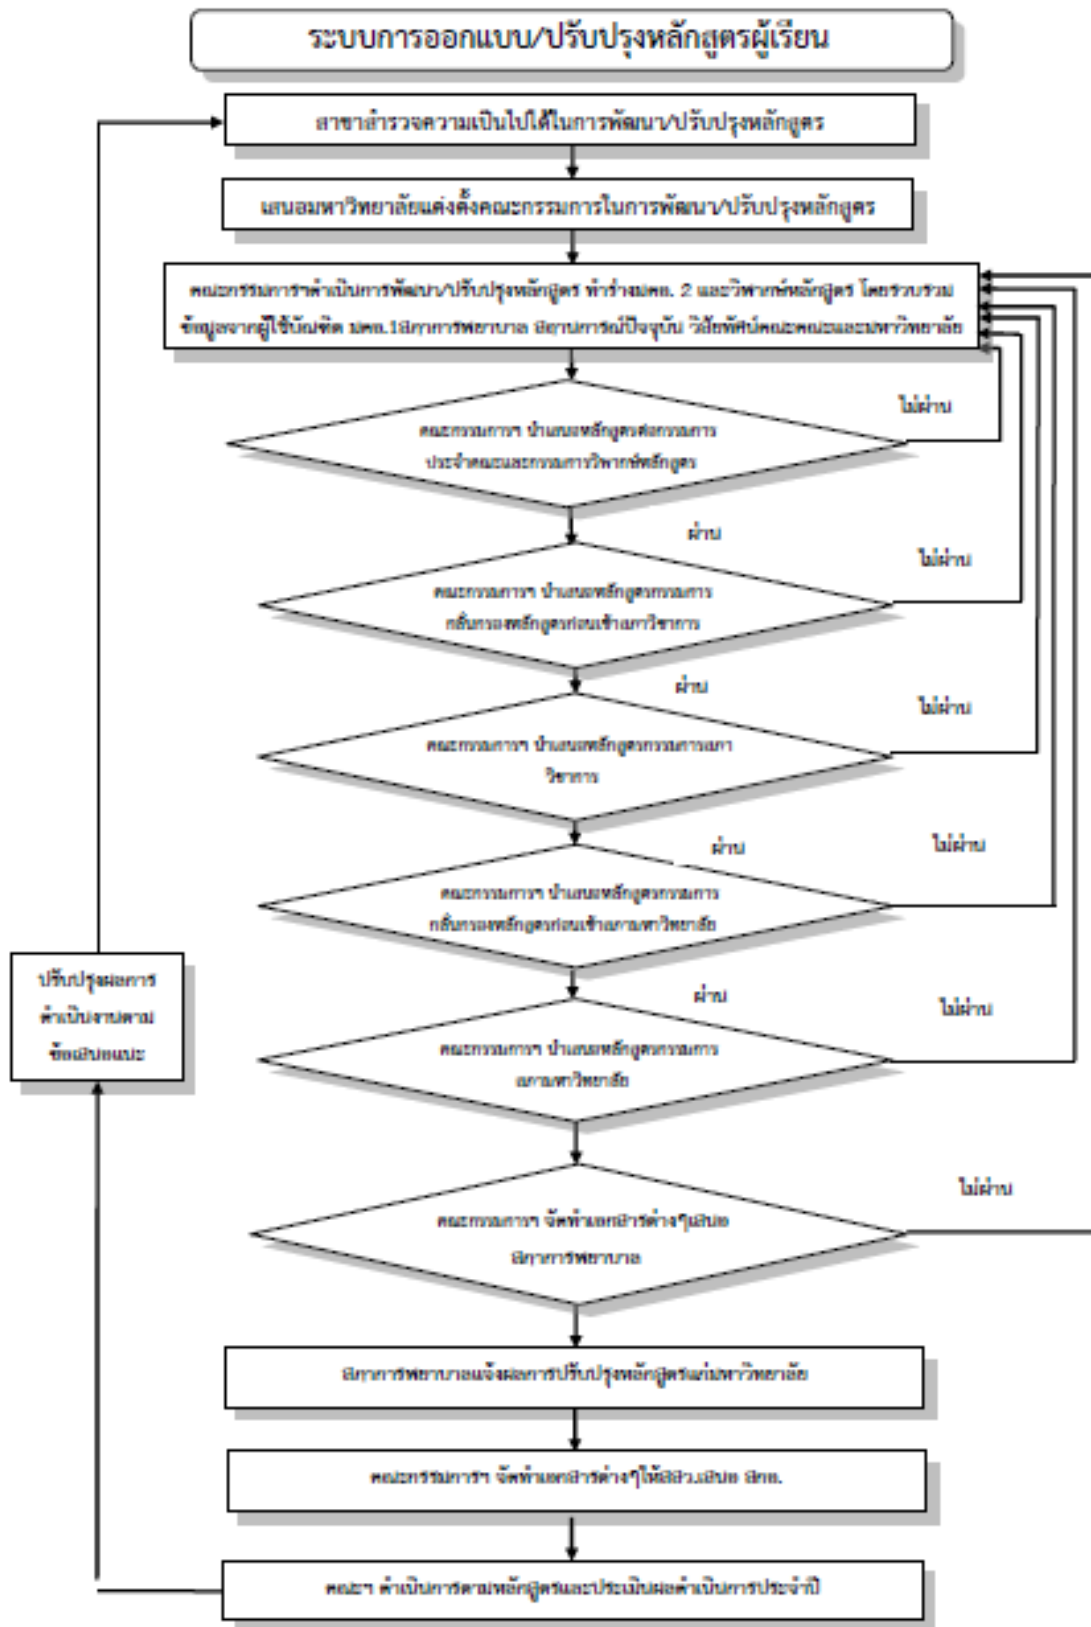 ระบบการออกแบบ/ปรับปรุงหลักสูตรผู้เรียน
สาขาสำรวจความเป็นไปได้ในการพัฒนา/ปรับปรุงหลักสูตร
เสนอมหาวิทยาลัยแต่งตั้งคณะกรรมการในการพัฒนา/ปรับปรุงหลักสูตร
คณะกรรมการฯดำเนินการพัฒนา/ปรับปรุงหลักสูตร ทำร่างมคอ. 2 และวิพากษ์หลักสูตร โดยรวบรวม
ข้อมูลจากผู้ใช้บัณฑิต มคอ.1สภาการพยาบาล สถานการณ์ปัจจุบัน วิสัยทัศน์คณะคณะและมหาวิทยาลัย
ไม่ผ่าน
คณะกรรมการฯ นำเสนอหลักสูตรต่อกรรมการ
ประจำคณะและกรรมการวิพากษ์หลักสูตร
ผ่าน
ไม่ผ่าน
คณะกรรมการฯ นำเสนอหลักสูตรกรรมการ
กลั่นกรองหลักสูตรก่อนเข้าสภาวิชาการ
ผ่าน
ไม่ผ่าน
คณะกรรมการฯ นำเสนอหลักสูตรกรรมการสภา
วิชาการ
ผ่าน
ไม่ผ่าน
คณะกรรมการฯ นำเสนอหลักสูตรกรรมการ
กลั่นกรองหลักสูตรก่อนเข้าสภามหาวิทยาลัย
ผ่าน
ไม่ผ่าน
คณะกรรมการฯ นำเสนอหลักสูตรกรรมการ
สภามหาวิทยาลัย
ปรับปรุงผลการ
ดำเนินงานตาม
ข้อเสนอแนะ
ไม่ผ่าน
คณะกรรมการฯ จัดทำเอกสารต่างๆเสนอ
สภาการพยาบาล
สภาการพยาบาลแจ้งผลการปรับปรุงหลักสูตรแก่มหาวิทยาลัย
คณะกรรมการฯ จัดทำเอกสารต่างๆให้สสว.เสนอ สกอ.
คณะฯ ดำเนินการตามหลักสูตรและประเมินผลดำเนินการประจำปี